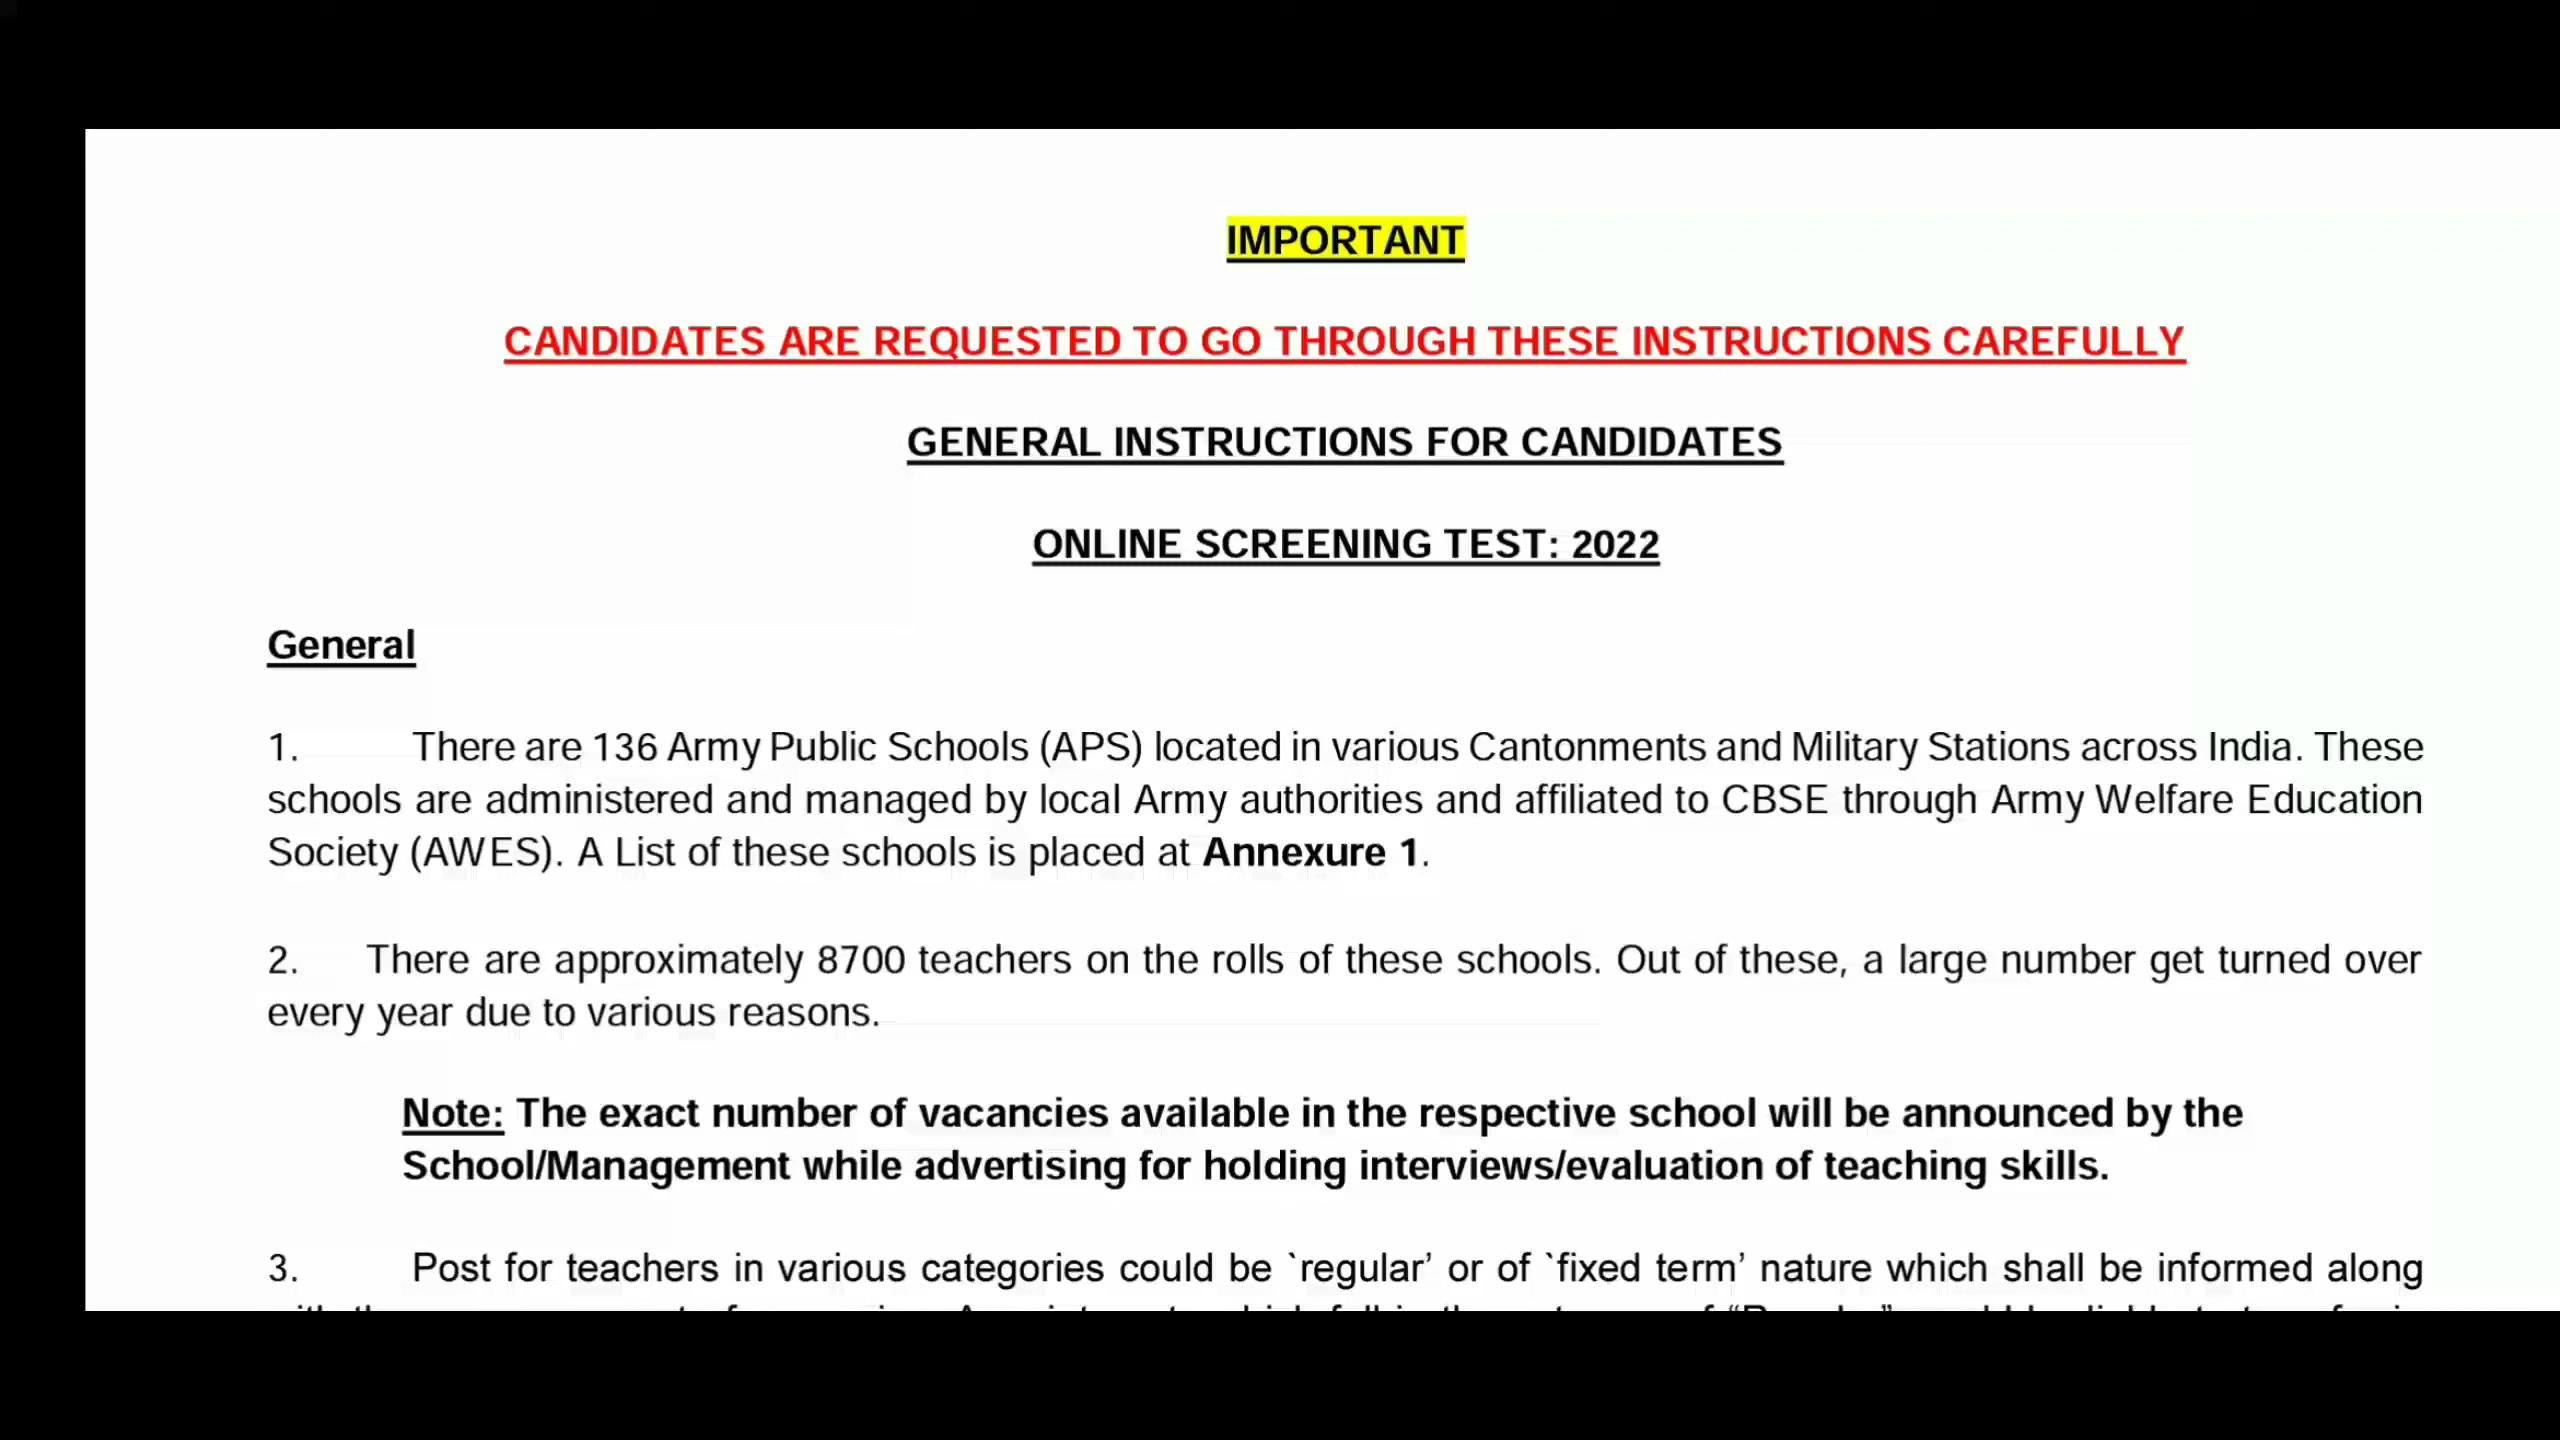 IMPORTANT
CANDIDATES ARE REQUESTED TO GO THROUGH THESE INSTRUCTIONS CAREFULLY
GENERAL INSTRUCTIONS FOR CANDIDATES
ONLINE SCREENING TEST: 2022
General
1. There are 136 Army Public Schools (APS) located in various Cantonments and Military Stations across India. These
schools are administered and managed by local Army authorities and affiliated to CBSE through Army Welfare Education
Society (AWES). A List of these schools is placed at Annexure 1.
2. There are approximately 8700 teachers on the rolls of these schools. Out of these, a large number get turned over
every year due to various reasons.
Note: The exact number of vacancies available in the respective school will be announced by the
School/Management while advertising for holding interviews/evaluation of teaching skills.
3. Post for teachers in various categories could be `regular’ or of `fixed term’ nature which shall be informed along